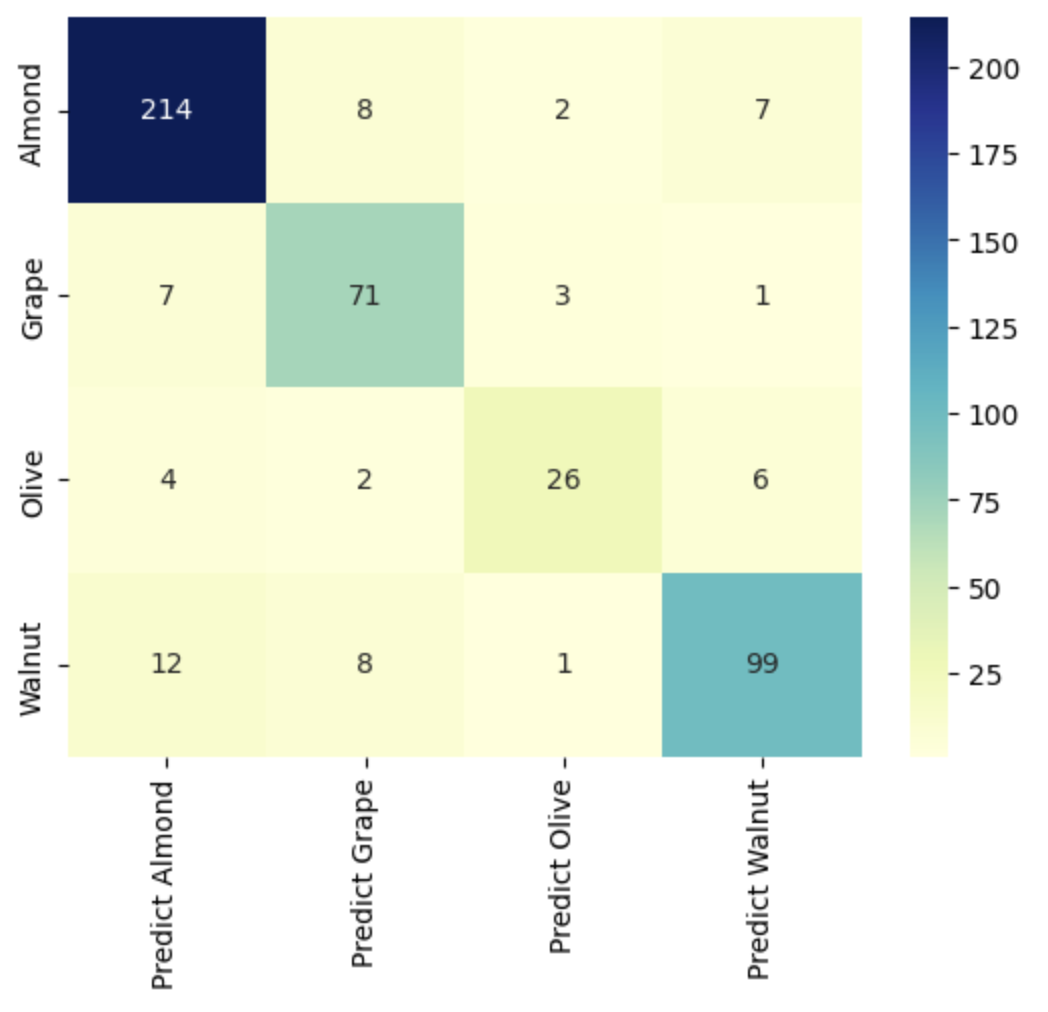 Almond 214 8 2 7
Grape 7 71 3 1
Olive 4 2 26 6
Walnut 12 8 1 99
Predict Almond Predict Grape Predict Olive Predict Walnut
200
175
150
125
100
75
50
25